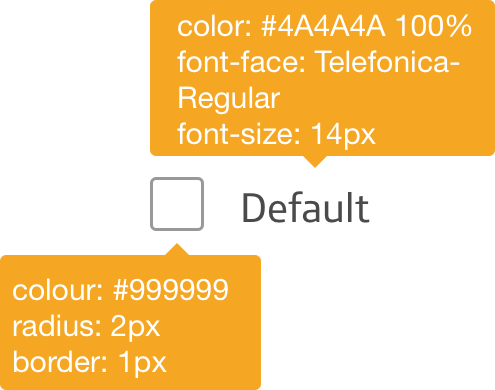 color: #4A4A4A 100%
font-face: Telefonica-
Regular
font-size: 14px
Default
colour: #999999
radius: 2px
border: 1px